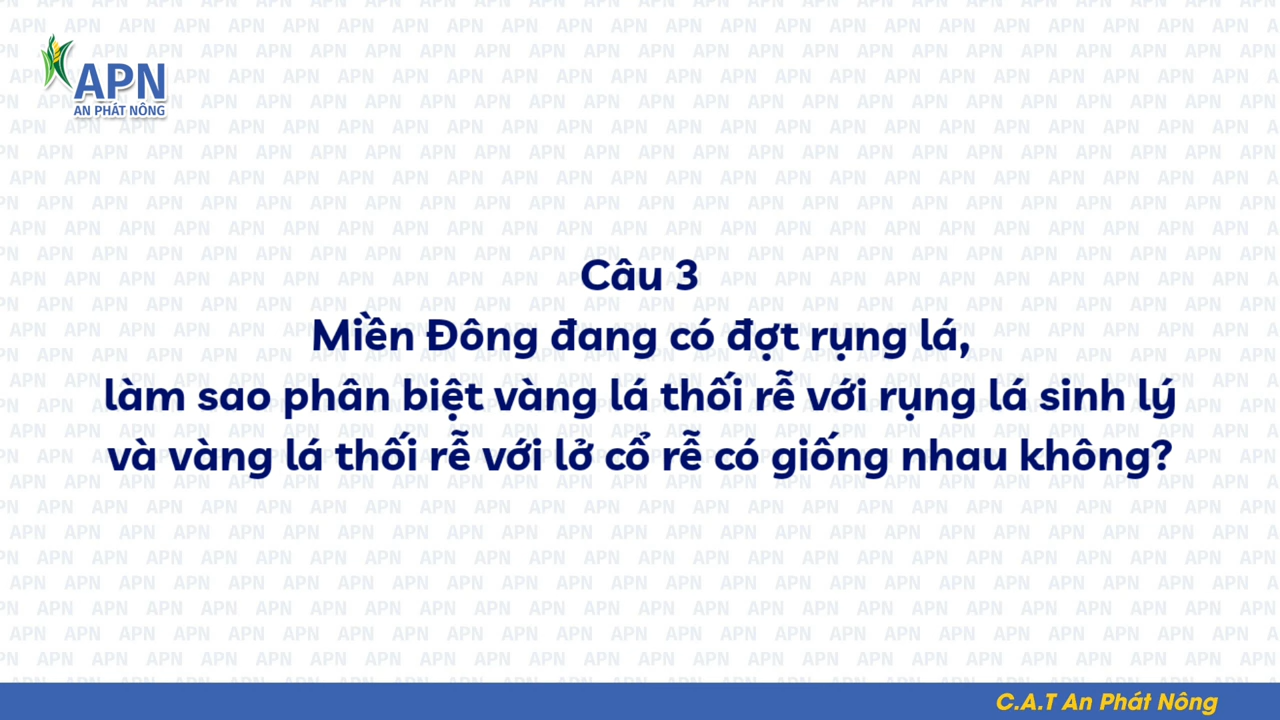 APN
AN PHÁT NÔNG
Câu 3
Miền Đông đang có đợt rụng lá,
làm sao phân biệt vàng lá thối rễ với rụng lá sinh lý
và vàng lá thối rễ với lở cổ rễ có giống nhau không?
C.A.T An Phát Nông